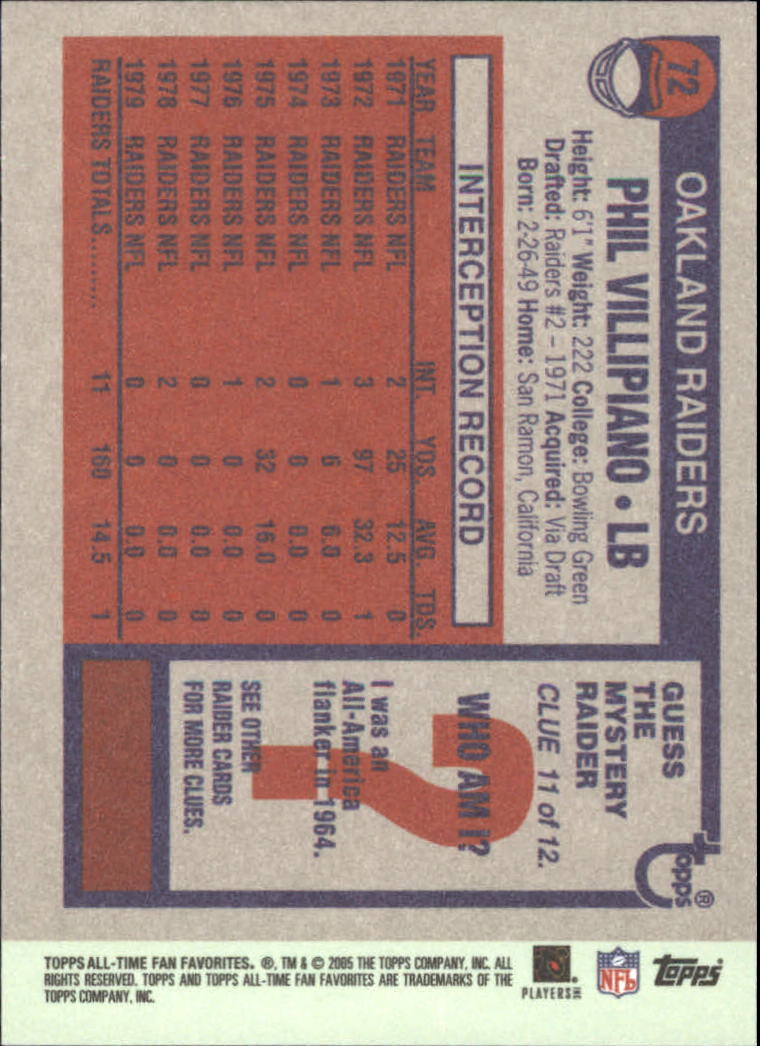 72
OAKLAND RAIDERS
PHIL VILLIPIANO • LB
Height: 6'1" Weight: 222 College: Bowling Green
Drafted: Raiders #2 – 1971 Acquired: Via Draft
Born: 2-26-49 Home: San Ramon, California
INTERCEPTION RECORD
YEAR TEAM INT. YDS. AVG. TDS.
1971 RAIDERS NFL 2 25 12.5 0
1972 RAIDERS NFL 3 97 32.3 1
1973 RAIDERS NFL 1 6 6.0 0
1974 RAIDERS NFL 0 0 0.0 0
1975 RAIDERS NFL 2 32 16.0 0
1976 RAIDERS NFL 1 0 0.0 0
1977 RAIDERS NFL 0 0 0.0 0
1978 RAIDERS NFL 2 0 0.0 0
1979 RAIDERS NFL 0 0 0.0 0
RAIDERS TOTALS......... 11 160 14.5 1
GUESS
THE
MYSTERY
RAIDER
CLUE 11 of 12.
?
WHO AM I?
I was an
All-America
flanker in 1964.
SEE OTHER
RAIDER CARDS
FOR MORE CLUES.
Topps®
TOPPS ALL-TIME FAN FAVORITES. ®, TM & © 2005 THE TOPPS COMPANY, INC. ALL
RIGHTS RESERVED. TOPPS AND TOPPS ALL-TIME FAN FAVORITES ARE TRADEMARKS OF THE
TOPPS COMPANY, INC.
PLAYERS INC
NFL
Topps